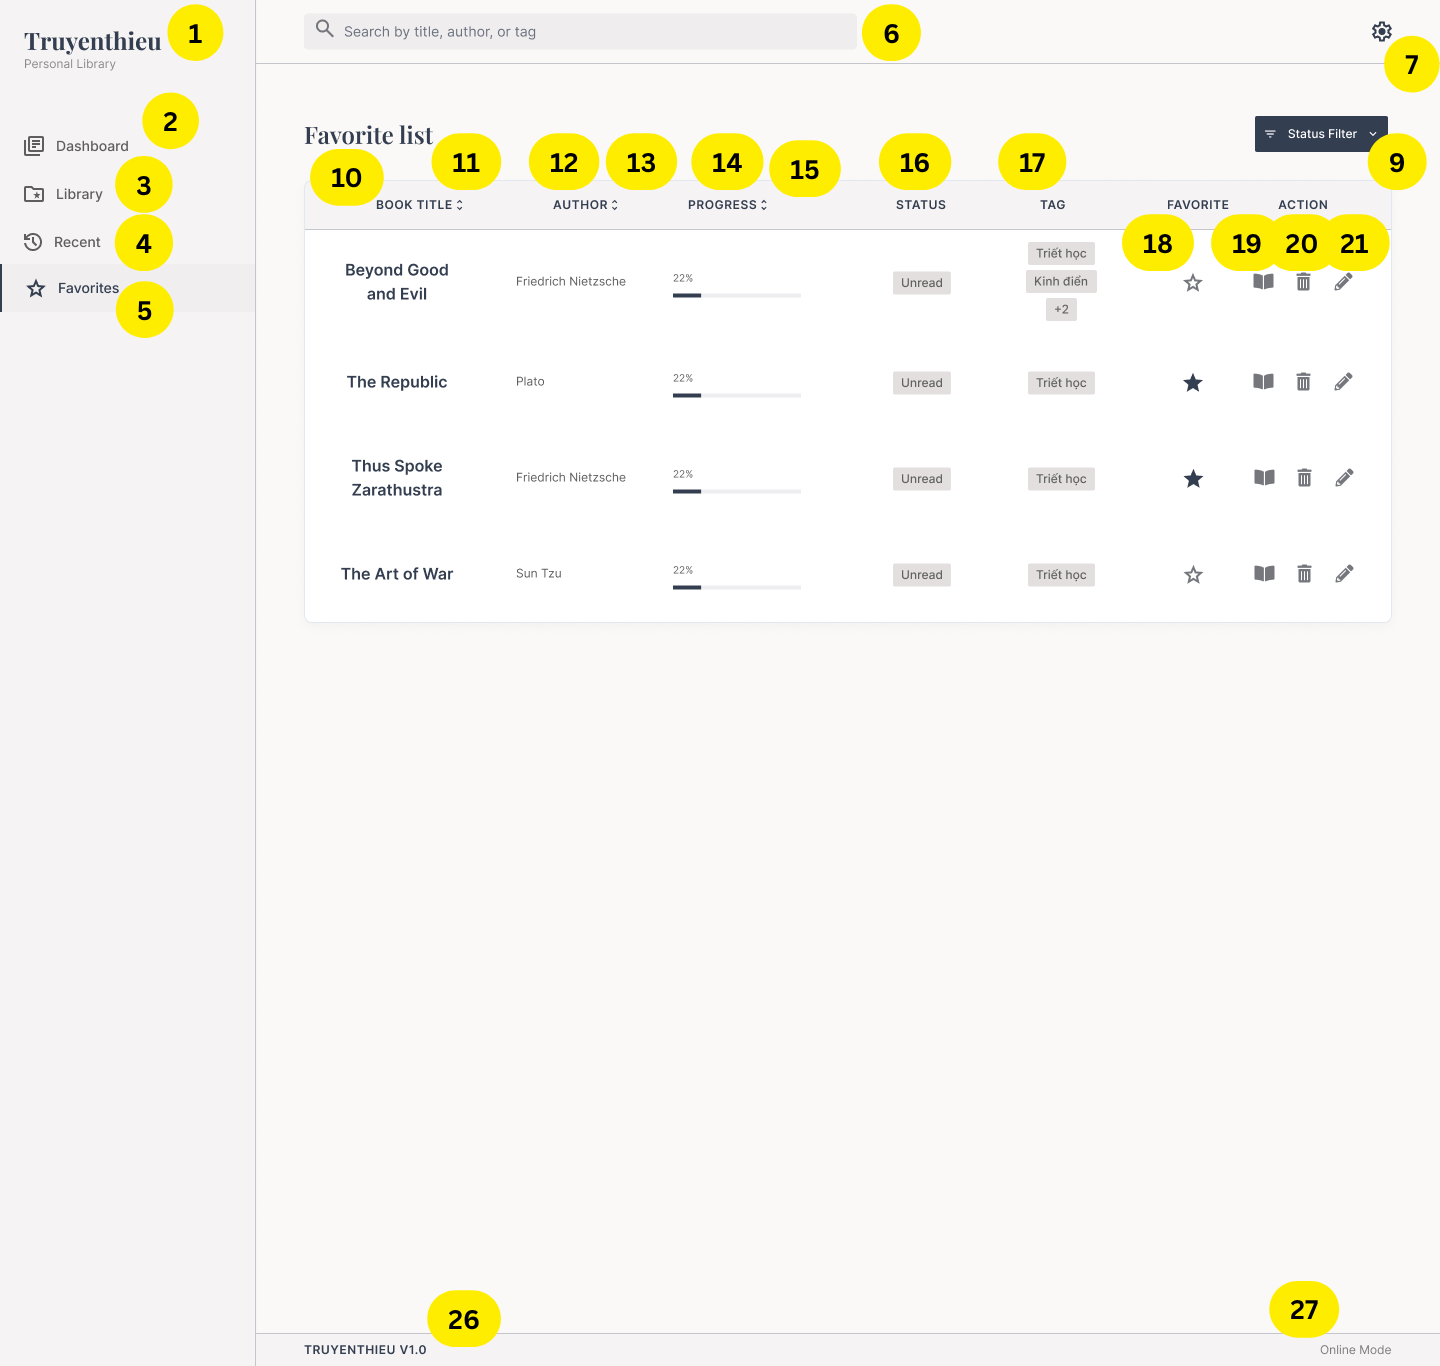 Truyenthieu
1
Personal Library
2
Dashboard
3
Library
4
Recent
Favorites
5
Search by title, author, or tag
6
7
Favorite list
Status Filter
9
10
11
12
13
14
15
16
17
BOOK TITLE
AUTHOR
PROGRESS
STATUS
TAG
FAVORITE
ACTION
18
19
20
21
Beyond Good
and Evil
Friedrich Nietzsche
22%
Unread
Triết học
Kinh điển
+2
The Republic
Plato
22%
Unread
Triết học
Thus Spoke
Zarathustra
Friedrich Nietzsche
22%
Unread
Triết học
The Art of War
Sun Tzu
22%
Unread
Triết học
26
27
TRUYENTHIEU V1.0
Online Mode